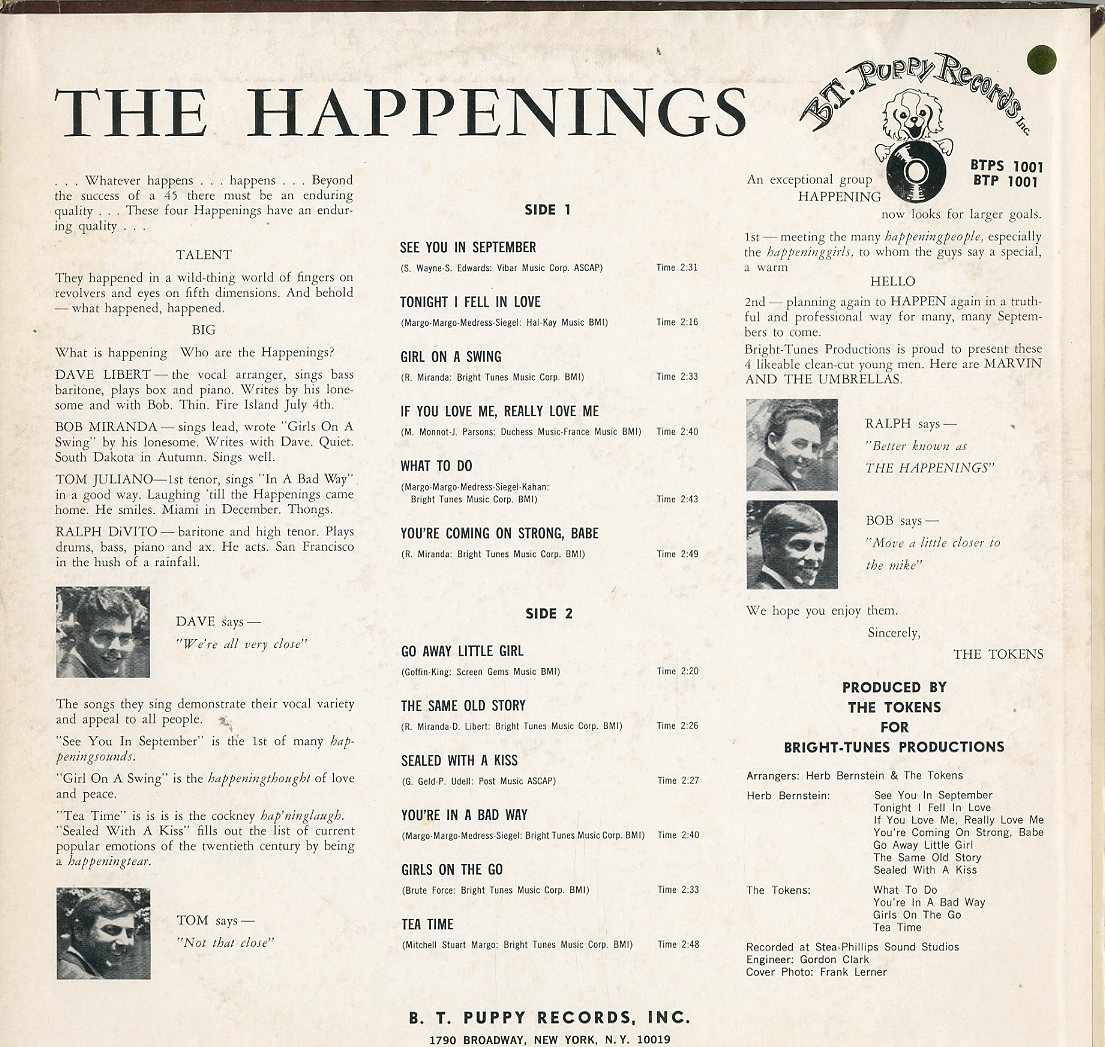 THE HAPPENINGS
B.T. PUPPY RECORDS Inc.
BTPS 1001
BTP 1001
. . . Whatever happens . . . happens . . . Beyond
the success of a 45 there must be an enduring
quality . . . These four Happenings have an endur-
ing quality . . .
TALENT
They happened in a wild-thing world of fingers on
revolvers and eyes on fifth dimensions. And behold
— what happened, happened.
BIG
What is happening Who are the Happenings?
DAVE LIBERT — the vocal arranger, sings bass
baritone, plays box and piano. Writes by his lone-
some and with Bob. Thin. Fire Island July 4th.
BOB MIRANDA — sings lead, wrote "Girls On A
Swing" by his lonesome. Writes with Dave. Quiet.
South Dakota in Autumn. Sings well.
TOM JULIANO—1st tenor, sings "In A Bad Way"
in a good way. Laughing 'till the Happenings came
home. He smiles. Miami in December. Thongs.
RALPH DiVITO — baritone and high tenor. Plays
drums, bass, piano and ax. He acts. San Francisco
in the hush of a rainfall.
DAVE says —
"We're all very close"
The songs they sing demonstrate their vocal variety
and appeal to all people.
"See You In September" is the 1st of many hap-
peningsounds.
"Girl On A Swing" is the happeningthought of love
and peace.
"Tea Time" is is is is the cockney hap'ninglaugh.
"Sealed With A Kiss" fills out the list of current
popular emotions of the twentieth century by being
a happeningtear.
TOM says —
"Not that close"
SIDE 1
SEE YOU IN SEPTEMBER
(S. Wayne-S. Edwards: Vibar Music Corp. ASCAP) Time 2:31
TONIGHT I FELL IN LOVE
(Margo-Margo-Medress-Siegel: Hal-Kay Music BMI) Time 2:16
GIRL ON A SWING
(R. Miranda: Bright Tunes Music Corp. BMI) Time 2:33
IF YOU LOVE ME, REALLY LOVE ME
(M. Monnot-J. Parsons: Duchess Music-France Music BMI) Time 2:40
WHAT TO DO
(Margo-Margo-Medress-Siegel-Kahan:
Bright Tunes Music Corp. BMI) Time 2:43
YOU'RE COMING ON STRONG, BABE
(R. Miranda: Bright Tunes Music Corp. BMI) Time 2:49
SIDE 2
GO AWAY LITTLE GIRL
(Goffin-King: Screen Gems Music BMI) Time 2:20
THE SAME OLD STORY
(R. Miranda-D. Libert: Bright Tunes Music Corp. BMI) Time 2:26
SEALED WITH A KISS
(G. Geld-P. Udell: Post Music ASCAP) Time 2:27
YOU'RE IN A BAD WAY
(Margo-Margo-Medress-Siegel: Bright Tunes Music Corp. BMI) Time 2:40
GIRLS ON THE GO
(Brute Force: Bright Tunes Music Corp. BMI) Time 2:33
TEA TIME
(Mitchell Stuart Margo: Bright Tunes Music Corp. BMI) Time 2:48
An exceptional group
HAPPENING
now looks for larger goals.
1st — meeting the many happeningpeople, especially
the happeninggirls, to whom the guys say a special,
a warm
HELLO
2nd — planning again to HAPPEN again in a truth-
ful and professional way for many, many Septem-
bers to come.
Bright-Tunes Productions is proud to present these
4 likeable clean-cut young men. Here are MARVIN
AND THE UMBRELLAS.
RALPH says —
"Better known as
THE HAPPENINGS"
BOB says —
"Move a little closer to
the mike"
We hope you enjoy them.
Sincerely,
THE TOKENS
PRODUCED BY
THE TOKENS
FOR
BRIGHT-TUNES PRODUCTIONS
Arrangers: Herb Bernstein & The Tokens
Herb Bernstein: See You In September
Tonight I Fell In Love
If You Love Me, Really Love Me
You're Coming On Strong, Babe
Go Away Little Girl
The Same Old Story
Sealed With A Kiss
The Tokens: What To Do
You're In A Bad Way
Girls On The Go
Tea Time
Recorded at Stea-Phillips Sound Studios
Engineer: Gordon Clark
Cover Photo: Frank Lerner
B. T. PUPPY RECORDS, INC.
1790 BROADWAY, NEW YORK, N. Y. 10019